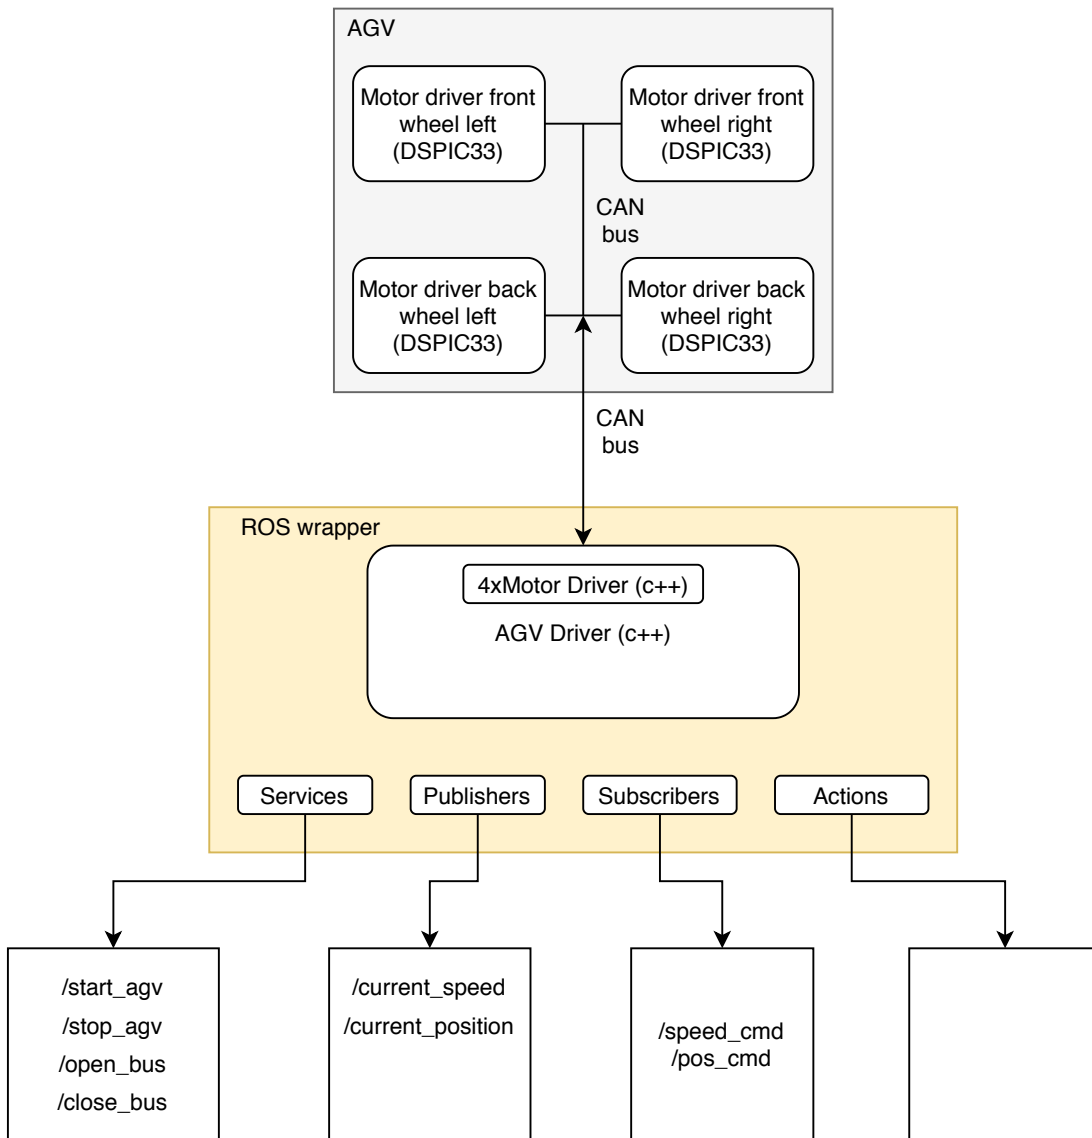 AGV
Motor driver front
wheel left
(DSPIC33)
Motor driver front
wheel right
(DSPIC33)
CAN
bus
Motor driver back
wheel left
(DSPIC33)
Motor driver back
wheel right
(DSPIC33)
CAN
bus
ROS wrapper
4xMotor Driver (c++)
AGV Driver (c++)
Services
Publishers
Subscribers
Actions
/start_agv
/stop_agv
/open_bus
/close_bus
/current_speed
/current_position
/speed_cmd
/pos_cmd